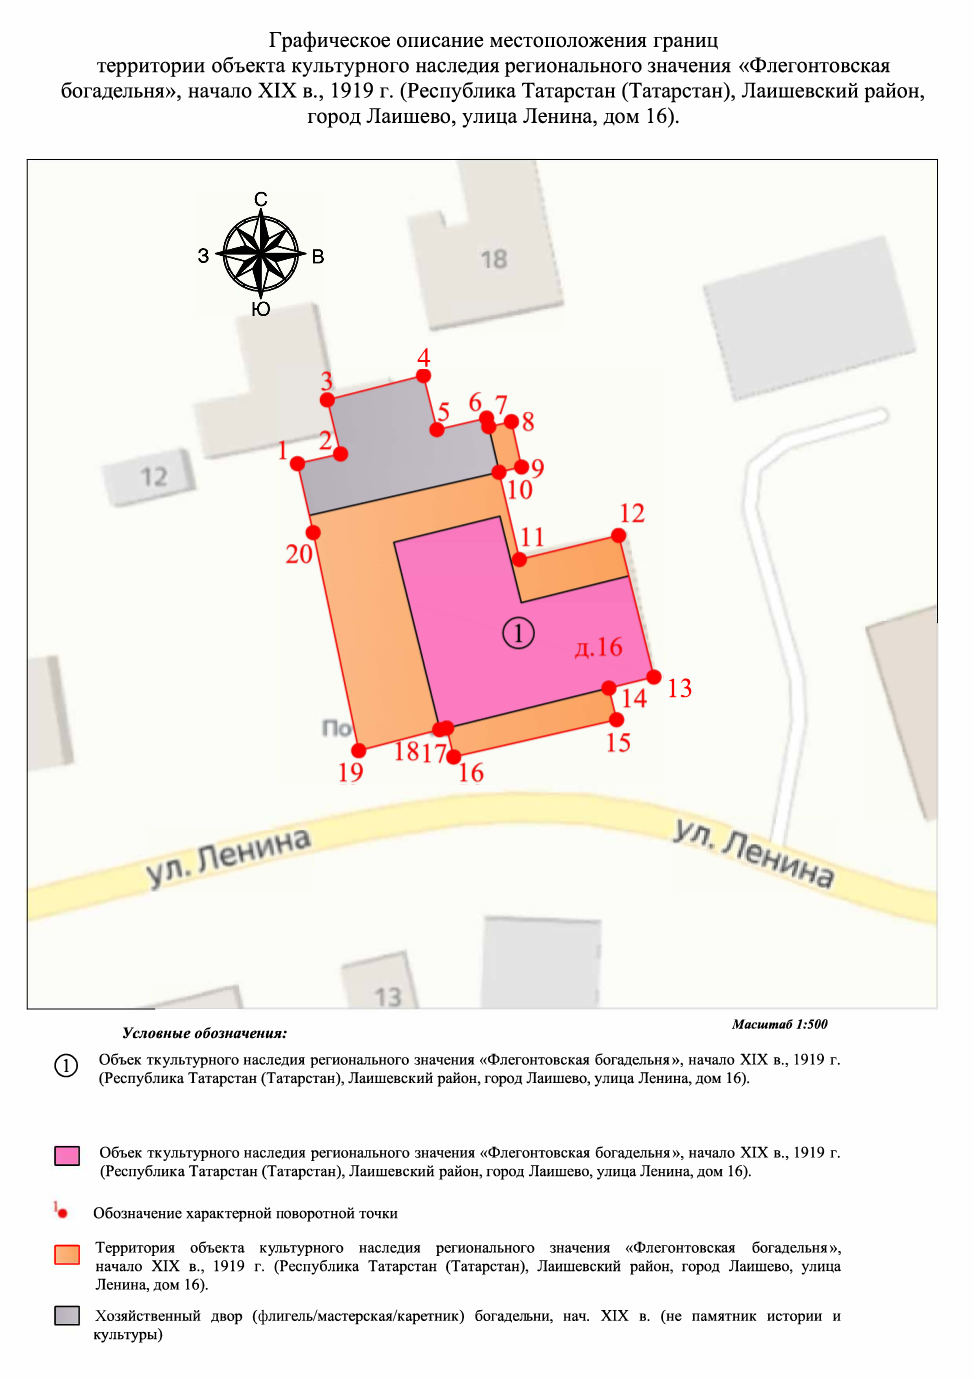 Графическое описание местоположения границ
территории объекта культурного наследия регионального значения «Флегонтовская
богадельня», начало XIX в., 1919 г. (Республика Татарстан (Татарстан), Лаишевский район,
город Лаишево, улица Ленина, дом 16).
С
З
В
Ю
18
4
3
6
7
5
8
2
1
9
12
10
12
11
20
1
д.16
13
14
По
15
18
17
19
16
ул. Ленина
ул. Ленина
13
Масштаб 1:500
Условные обозначения:
1
Объек ткультурного наследия регионального значения «Флегонтовская богадельня», начало XIX в., 1919 г.
(Республика Татарстан (Татарстан), Лаишевский район, город Лаишево, улица Ленина, дом 16).
Объек ткультурного наследия регионального значения «Флегонтовская богадельня», начало XIX в., 1919 г.
(Республика Татарстан (Татарстан), Лаишевский район, город Лаишево, улица Ленина, дом 16).
1
Обозначение характерной поворотной точки
Территория объекта культурного наследия регионального значения «Флегонтовская богадельня»,
начало XIX в., 1919 г. (Республика Татарстан (Татарстан), Лаишевский район, город Лаишево, улица
Ленина, дом 16).
Хозяйственный двор (флигель/мастерская/каретник) богадельни, нач. XIX в. (не памятник истории и
культуры)